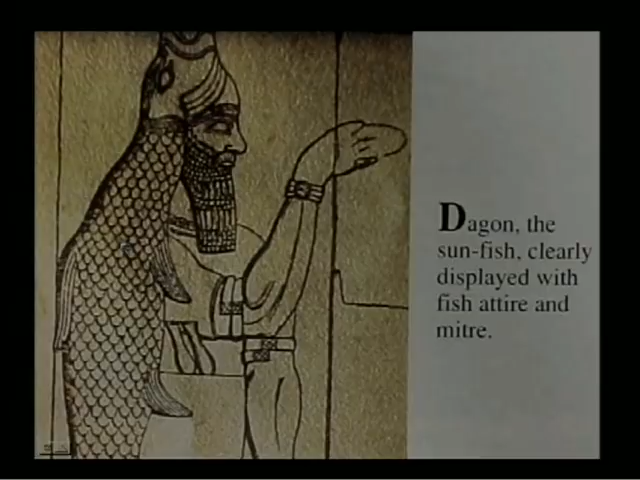 Dagon, the
sun-fish, clearly
displayed with
fish attire and
mitre.